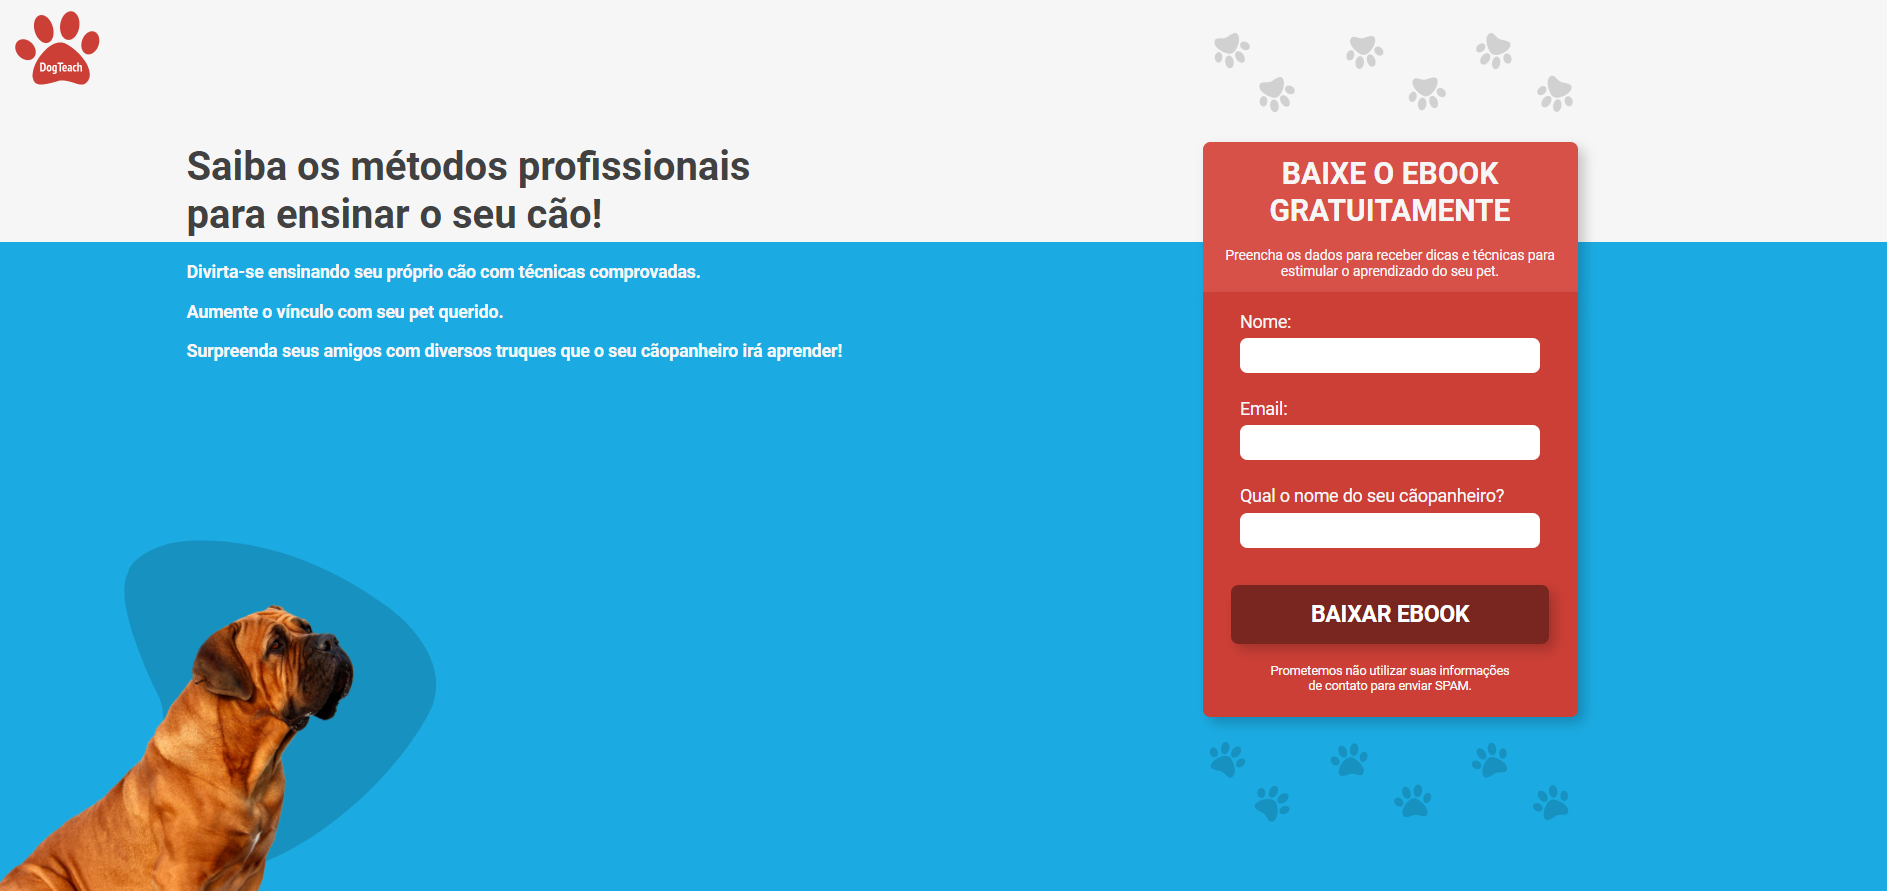 DogTeach
Saiba os métodos profissionais
para ensinar o seu cão!
Divirta-se ensinando seu próprio cão com técnicas comprovadas.
Aumente o vínculo com seu pet querido.
Surpreenda seus amigos com diversos truques que o seu cãopanheiro irá aprender!
BAIXE O EBOOK
GRATUITAMENTE
Preencha os dados para receber dicas e técnicas para
estimular o aprendizado do seu pet.
Nome:
Email:
Qual o nome do seu cãopanheiro?
BAIXAR EBOOK
Prometemos não utilizar suas informações
de contato para enviar SPAM.